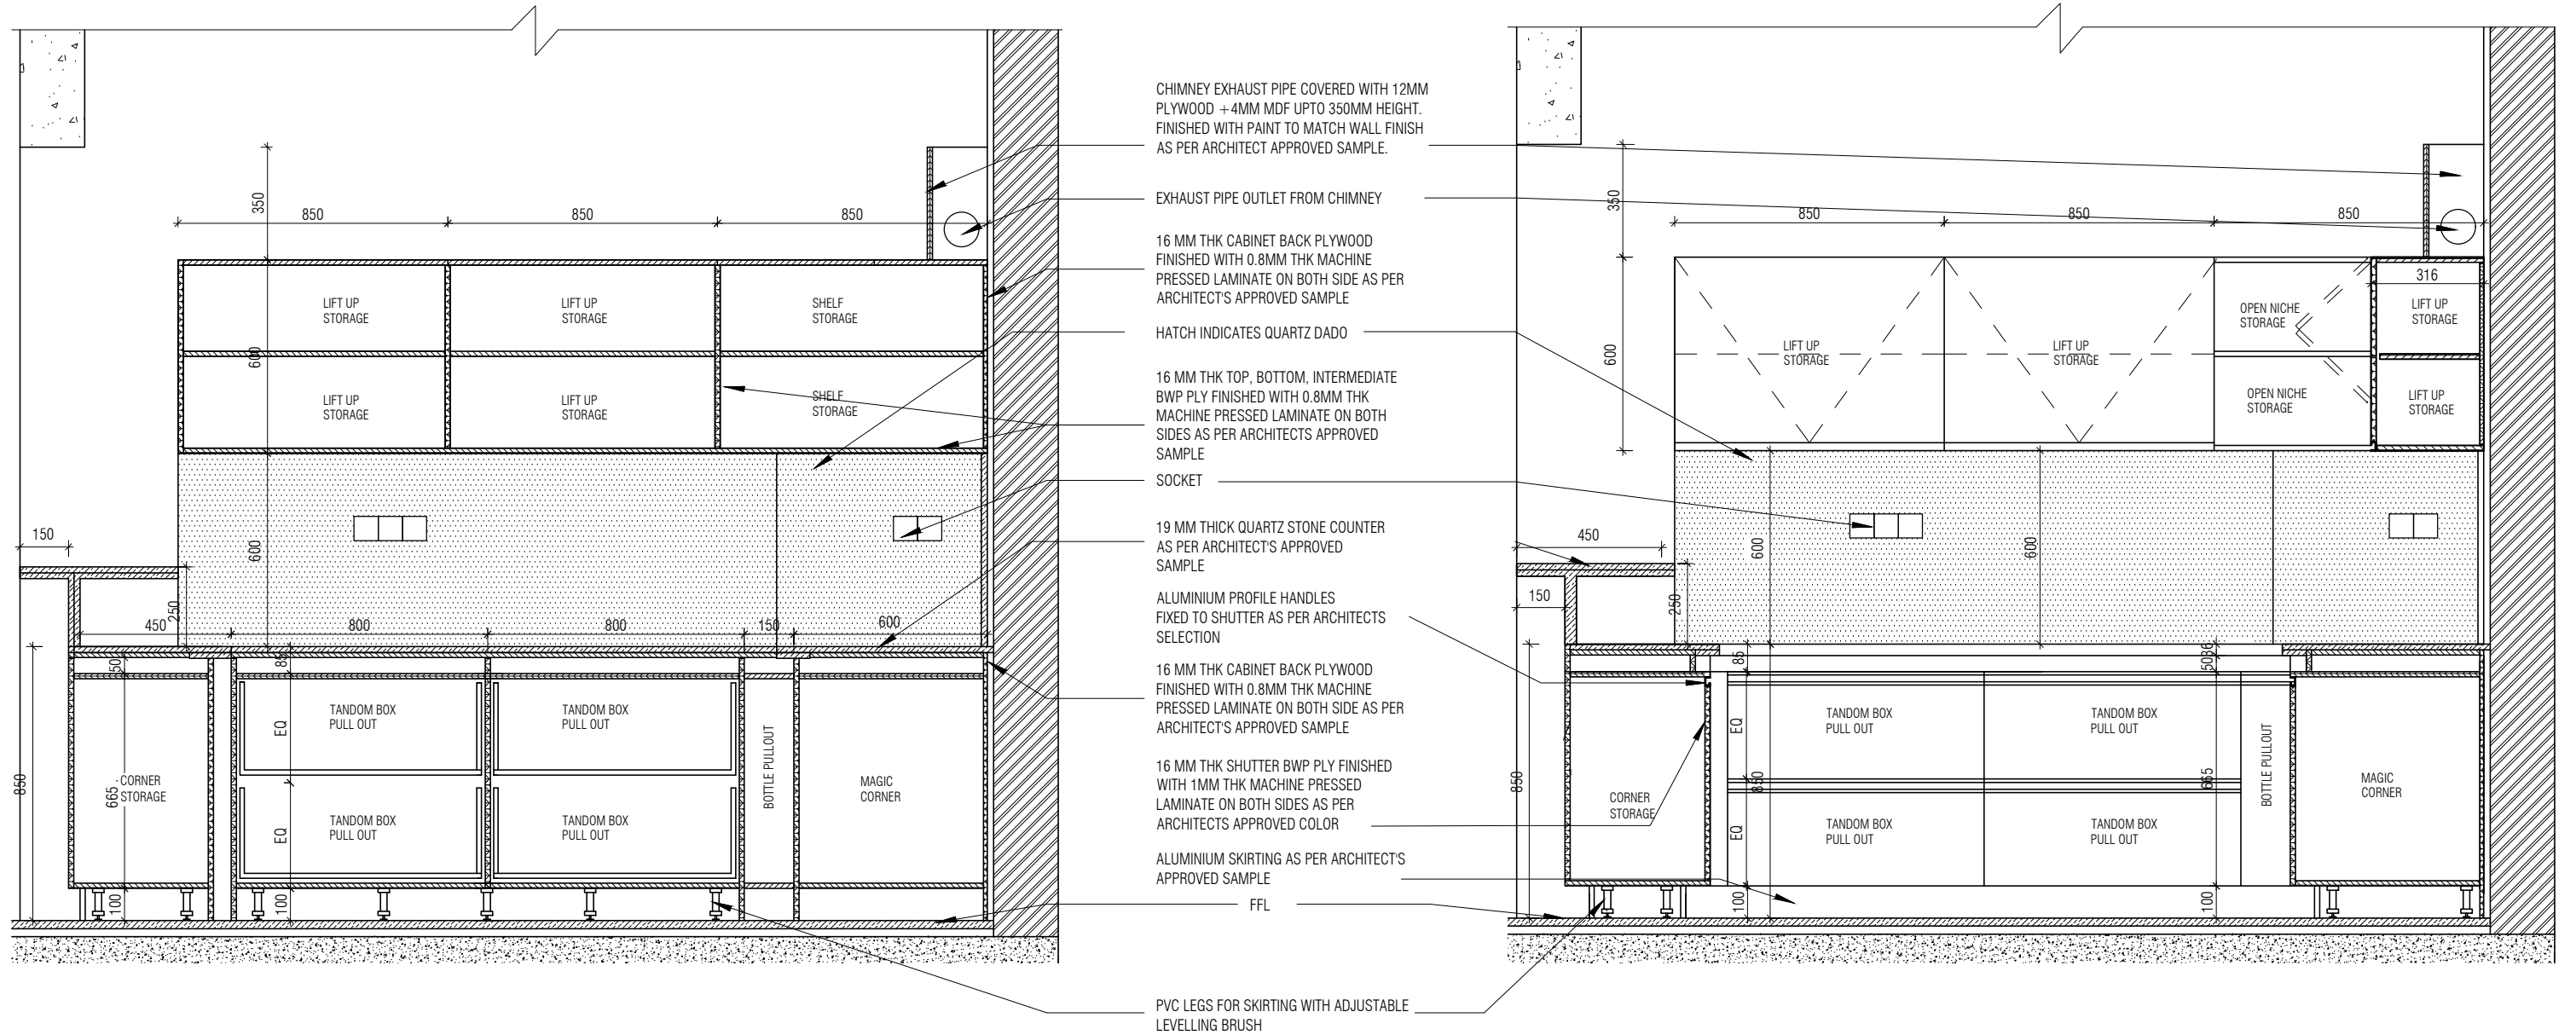 CHIMNEY EXHAUST PIPE COVERED WITH 12MM
PLYWOOD +4MM MDF UPTO 350MM HEIGHT.
FINISHED WITH PAINT TO MATCH WALL FINISH
AS PER ARCHITECT APPROVED SAMPLE.
EXHAUST PIPE OUTLET FROM CHIMNEY
16 MM THK CABINET BACK PLYWOOD
FINISHED WITH 0.8MM THK MACHINE
PRESSED LAMINATE ON BOTH SIDE AS PER
ARCHITECT'S APPROVED SAMPLE
HATCH INDICATES QUARTZ DADO
16 MM THK TOP, BOTTOM, INTERMEDIATE
BWP PLY FINISHED WITH 0.8MM THK
MACHINE PRESSED LAMINATE ON BOTH
SIDES AS PER ARCHITECTS APPROVED
SAMPLE
SOCKET
19 MM THICK QUARTZ STONE COUNTER
AS PER ARCHITECT'S APPROVED
SAMPLE
ALUMINIUM PROFILE HANDLES
FIXED TO SHUTTER AS PER ARCHITECTS
SELECTION
16 MM THK CABINET BACK PLYWOOD
FINISHED WITH 0.8MM THK MACHINE
PRESSED LAMINATE ON BOTH SIDE AS PER
ARCHITECT'S APPROVED SAMPLE
16 MM THK SHUTTER BWP PLY FINISHED
WITH 1MM THK MACHINE PRESSED
LAMINATE ON BOTH SIDES AS PER
ARCHITECTS APPROVED COLOR
ALUMINIUM SKIRTING AS PER ARCHITECT'S
APPROVED SAMPLE
FFL
PVC LEGS FOR SKIRTING WITH ADJUSTABLE
LEVELLING BRUSH
350
850
850
850
LIFT UP
STORAGE
LIFT UP
STORAGE
SHELF
STORAGE
600
LIFT UP
STORAGE
LIFT UP
STORAGE
SHELF
STORAGE
150
600
250
450
800
800
150
600
50
85
850
665
CORNER
STORAGE
EQ
TANDOM BOX
PULL OUT
TANDOM BOX
PULL OUT
BOTTLE PULLOUT
MAGIC
CORNER
EQ
TANDOM BOX
PULL OUT
TANDOM BOX
PULL OUT
100
100
350
850
850
850
316
600
LIFT UP
STORAGE
LIFT UP
STORAGE
OPEN NICHE
STORAGE
LIFT UP
STORAGE
OPEN NICHE
STORAGE
LIFT UP
STORAGE
450
600
600
150
250
85
5036
850
850
665
CORNER
STORAGE
EQ
TANDOM BOX
PULL OUT
TANDOM BOX
PULL OUT
BOTTLE PULLOUT
MAGIC
CORNER
EQ
TANDOM BOX
PULL OUT
TANDOM BOX
PULL OUT
100
100